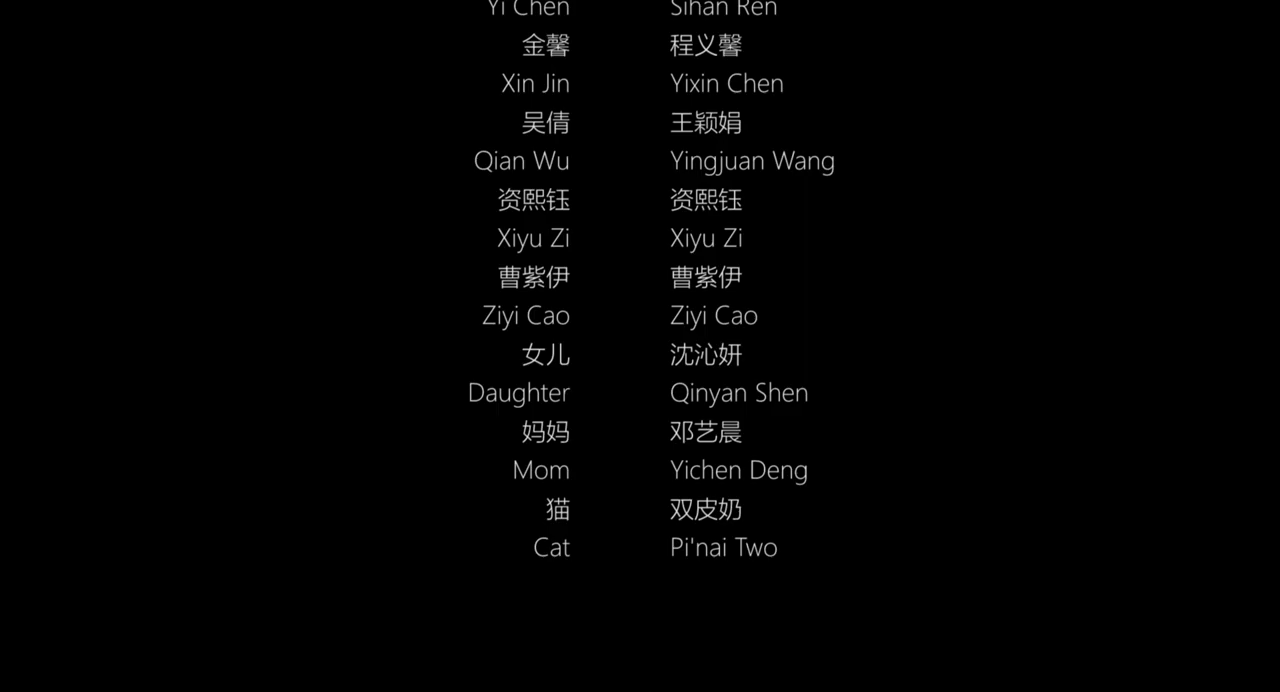 Yi Chen Sihan Ren
金馨 程义馨
Xin Jin Yixin Chen
吴倩 王颖娟
Qian Wu Yingjuan Wang
资熙钰 资熙钰
Xiyu Zi Xiyu Zi
曹紫伊 曹紫伊
Ziyi Cao Ziyi Cao
女儿 沈沁妍
Daughter Qinyan Shen
妈妈 邓艺晨
Mom Yichen Deng
猫 双皮奶
Cat Pi'nai Two